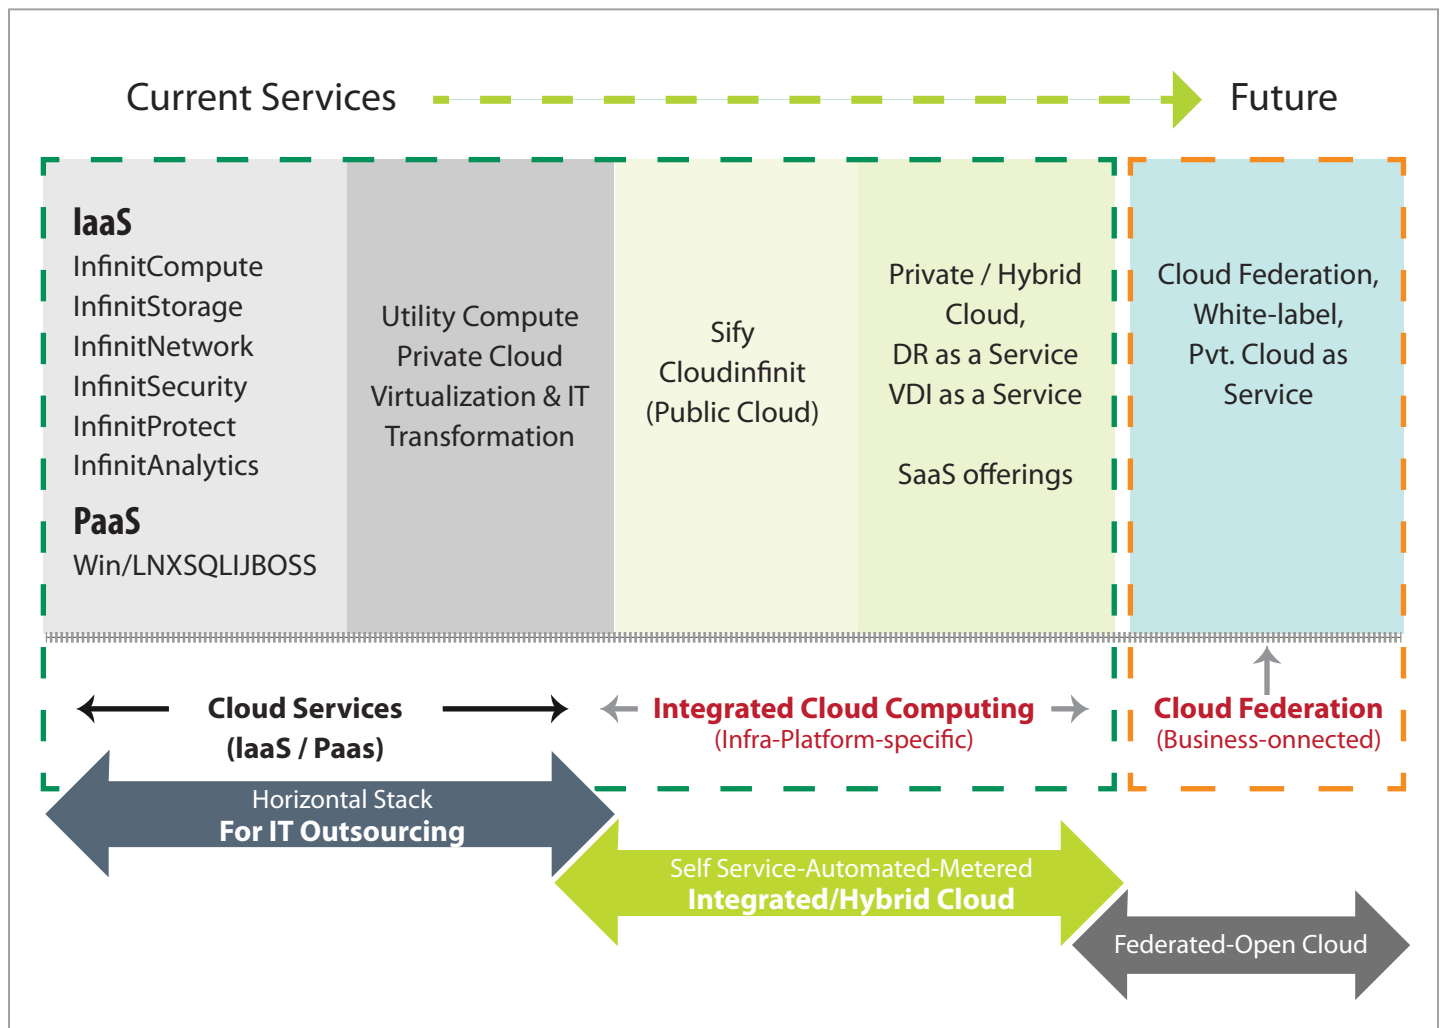 Current Services
Future
IaaS
InfinitCompute
InfinitStorage
InfinitNetwork
InfinitSecurity
InfinitProtect
InfinitAnalytics
PaaS
Win/LNXSQLIJBOSS
Utility Compute
Private Cloud
Virtualization & IT
Transformation
Sify
Cloudinfinit
(Public Cloud)
Private / Hybrid
Cloud,
DR as a Service
VDI as a Service
SaaS offerings
Cloud Federation,
White-label,
Pvt. Cloud as
Service
Cloud Services
(IaaS / Paas)
Integrated Cloud Computing
(Infra-Platform-specific)
Cloud Federation
(Business-onnected)
Horizontal Stack
For IT Outsourcing
Self Service-Automated-Metered
Integrated/Hybrid Cloud
Federated-Open Cloud